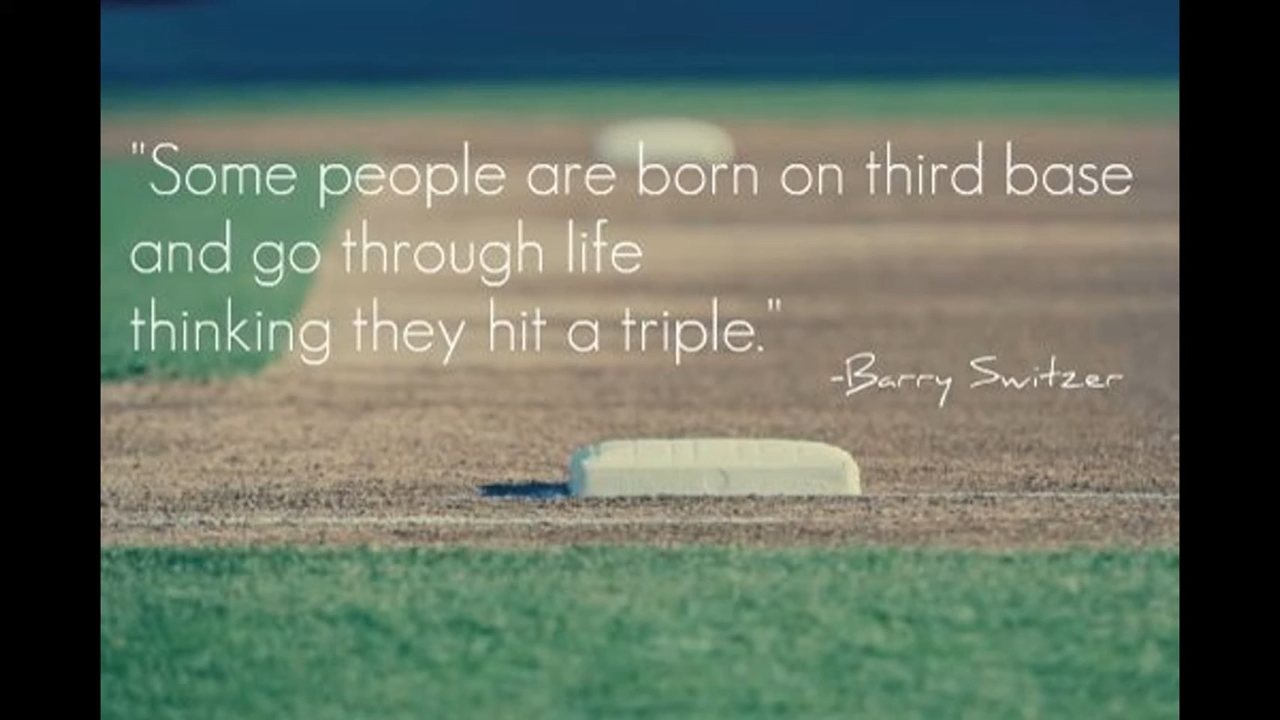 "Some people are born on third base
and go through life
thinking they hit a triple."
-Barry Switzer